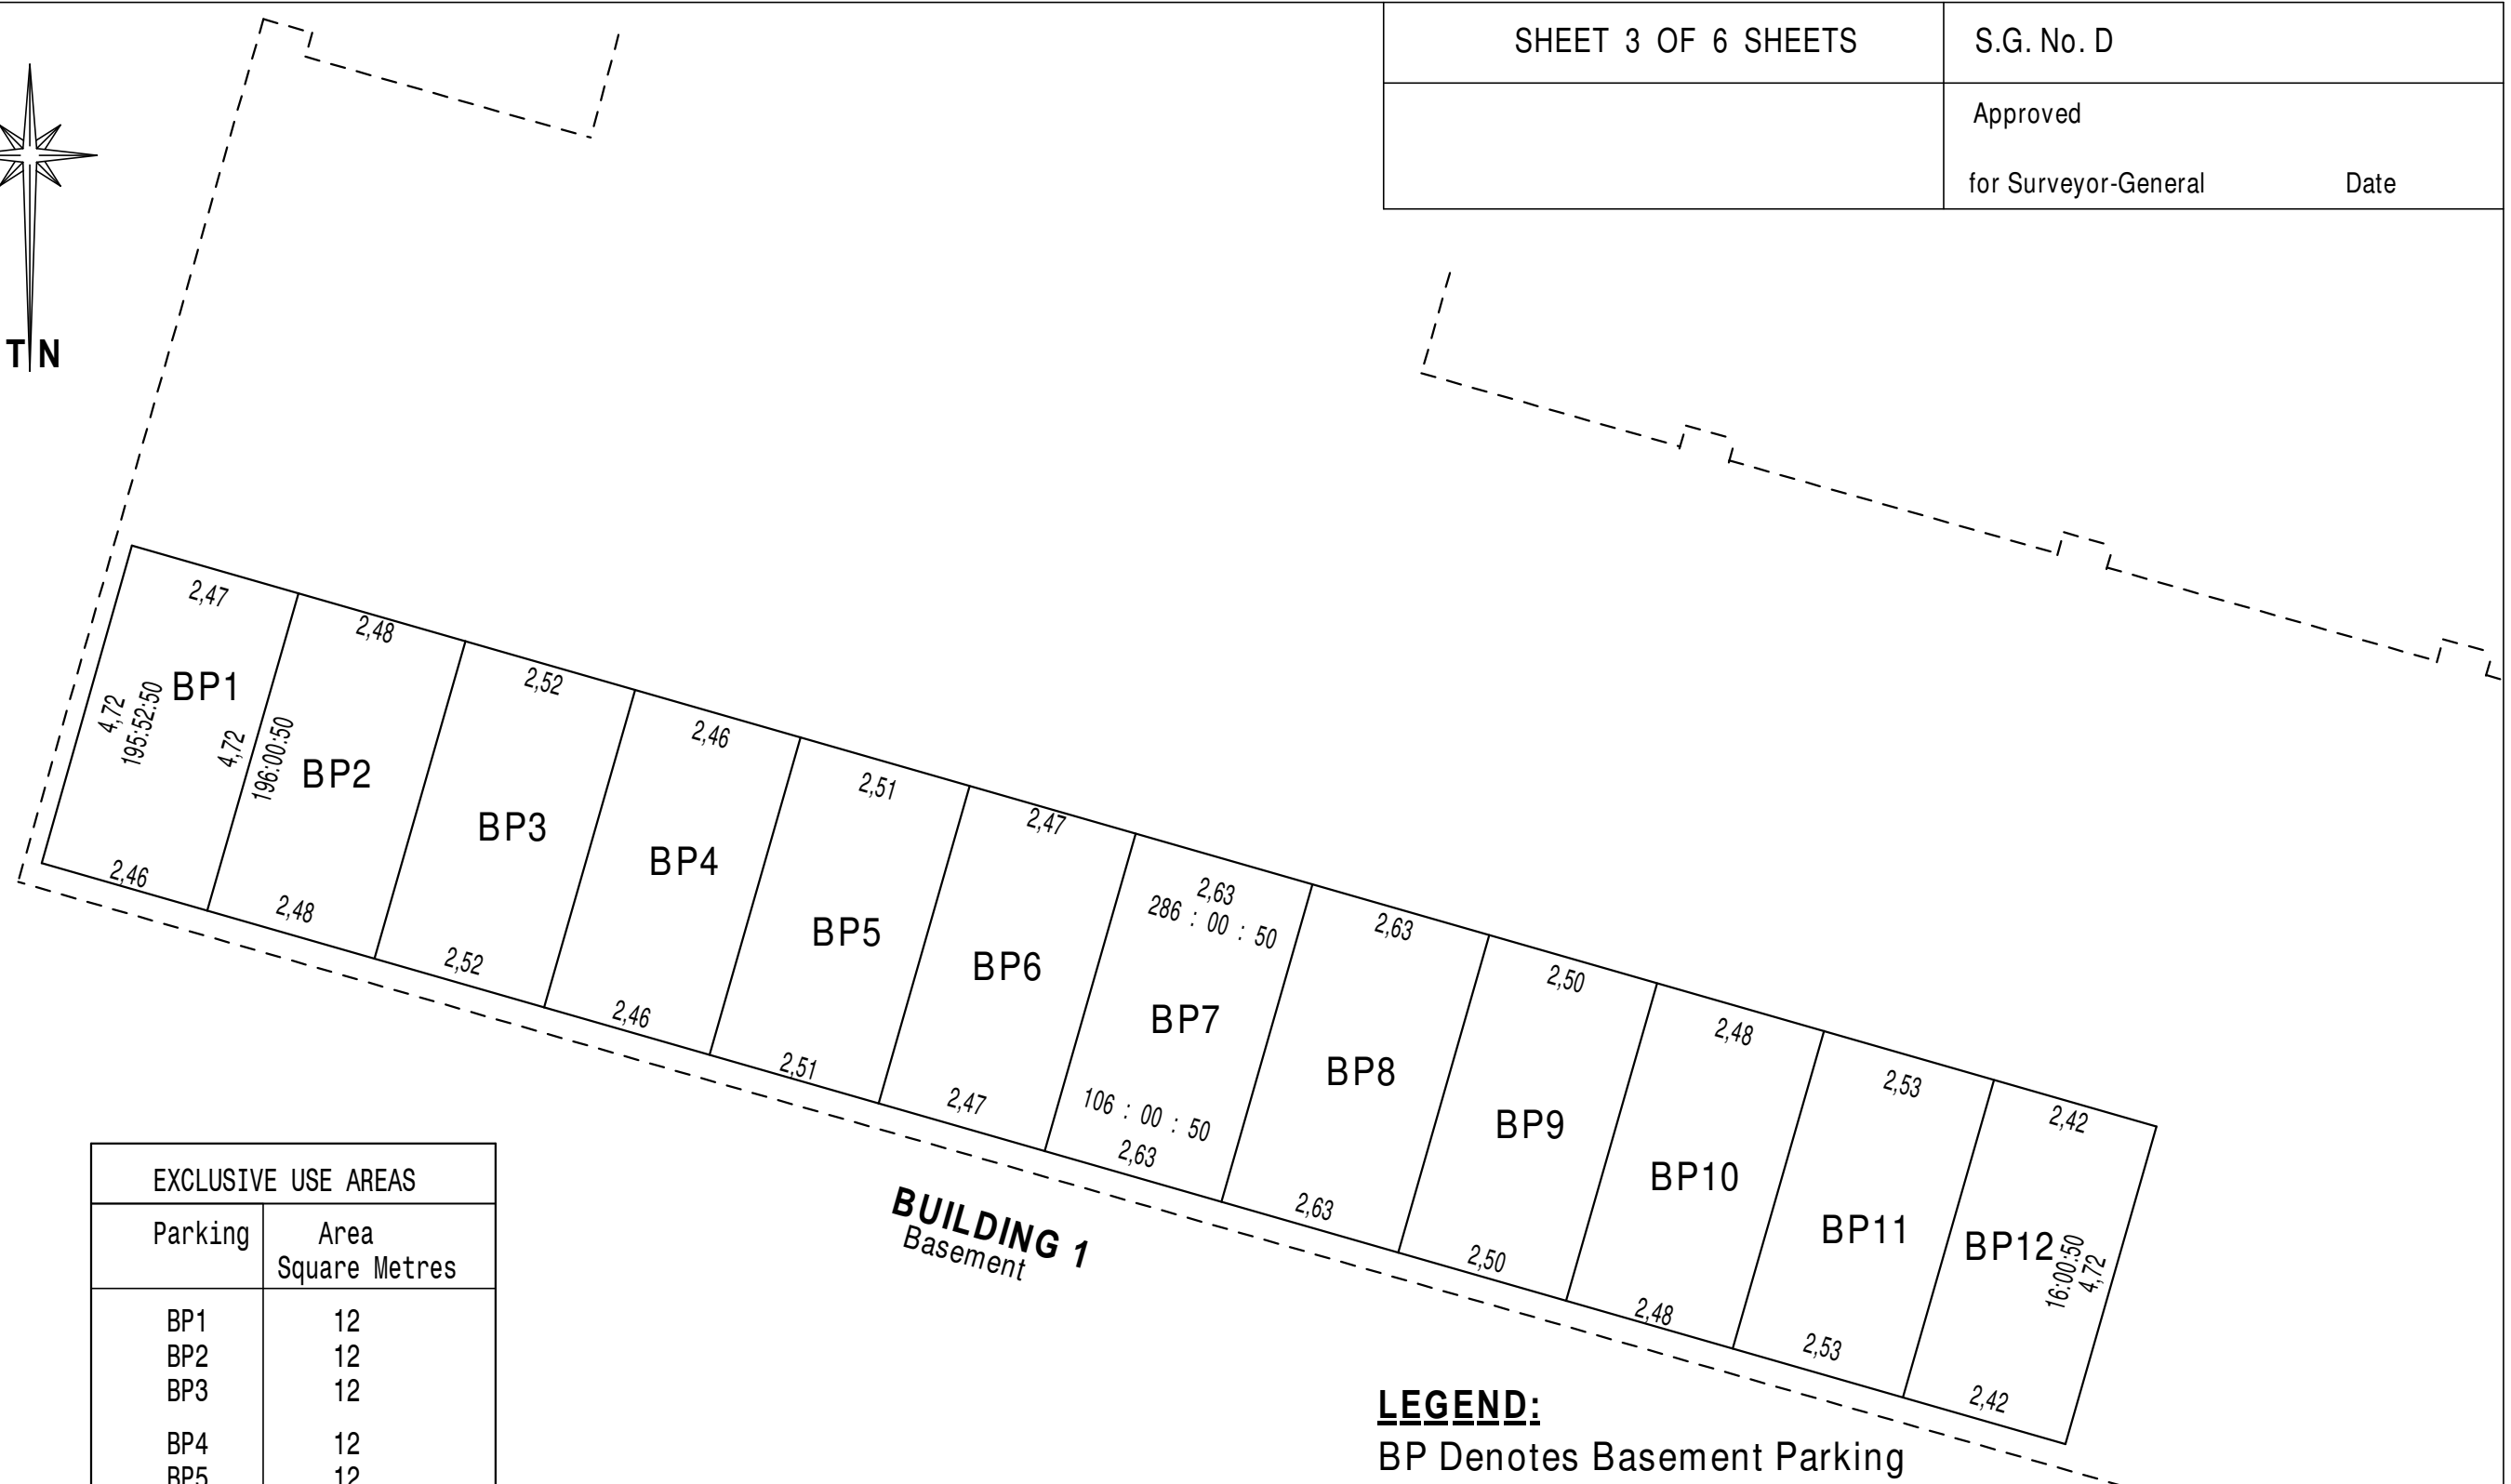 SHEET 3 OF 6 SHEETS
S.G. No. D
Approved
for Surveyor-General Date
TN
2,47
2,48
2,52
2,46
2,51
2,47
2,63
286 : 00 : 50
2,63
2,50
2,48
2,53
2,42
4,72
195:52:50
BP1
4,72
196:00:50
BP2
BP3
BP4
BP5
BP6
BP7
BP8
BP9
BP10
BP11
BP12
16:00:50
4,72
2,46
2,48
2,52
2,46
2,51
2,47
106 : 00 : 50
2,63
2,63
2,50
2,48
2,53
2,42
BUILDING 1
Basement
EXCLUSIVE USE AREAS
Parking Area
Square Metres
BP1 12
BP2 12
BP3 12
BP4 12
BP5 12
LEGEND:
BP Denotes Basement Parking